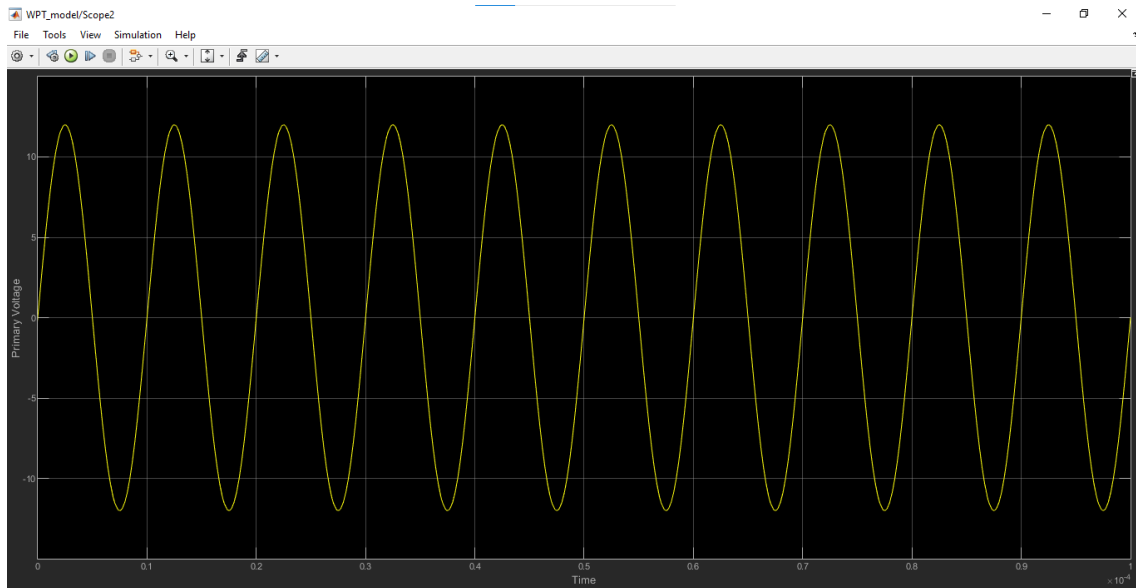 WPT_model/Scope2
File Tools View Simulation Help
10
5
0
-5
-10
Primary Voltage
0 0.1 0.2 0.3 0.4 0.5 0.6 0.7 0.8 0.9 1
Time
×10⁻⁴